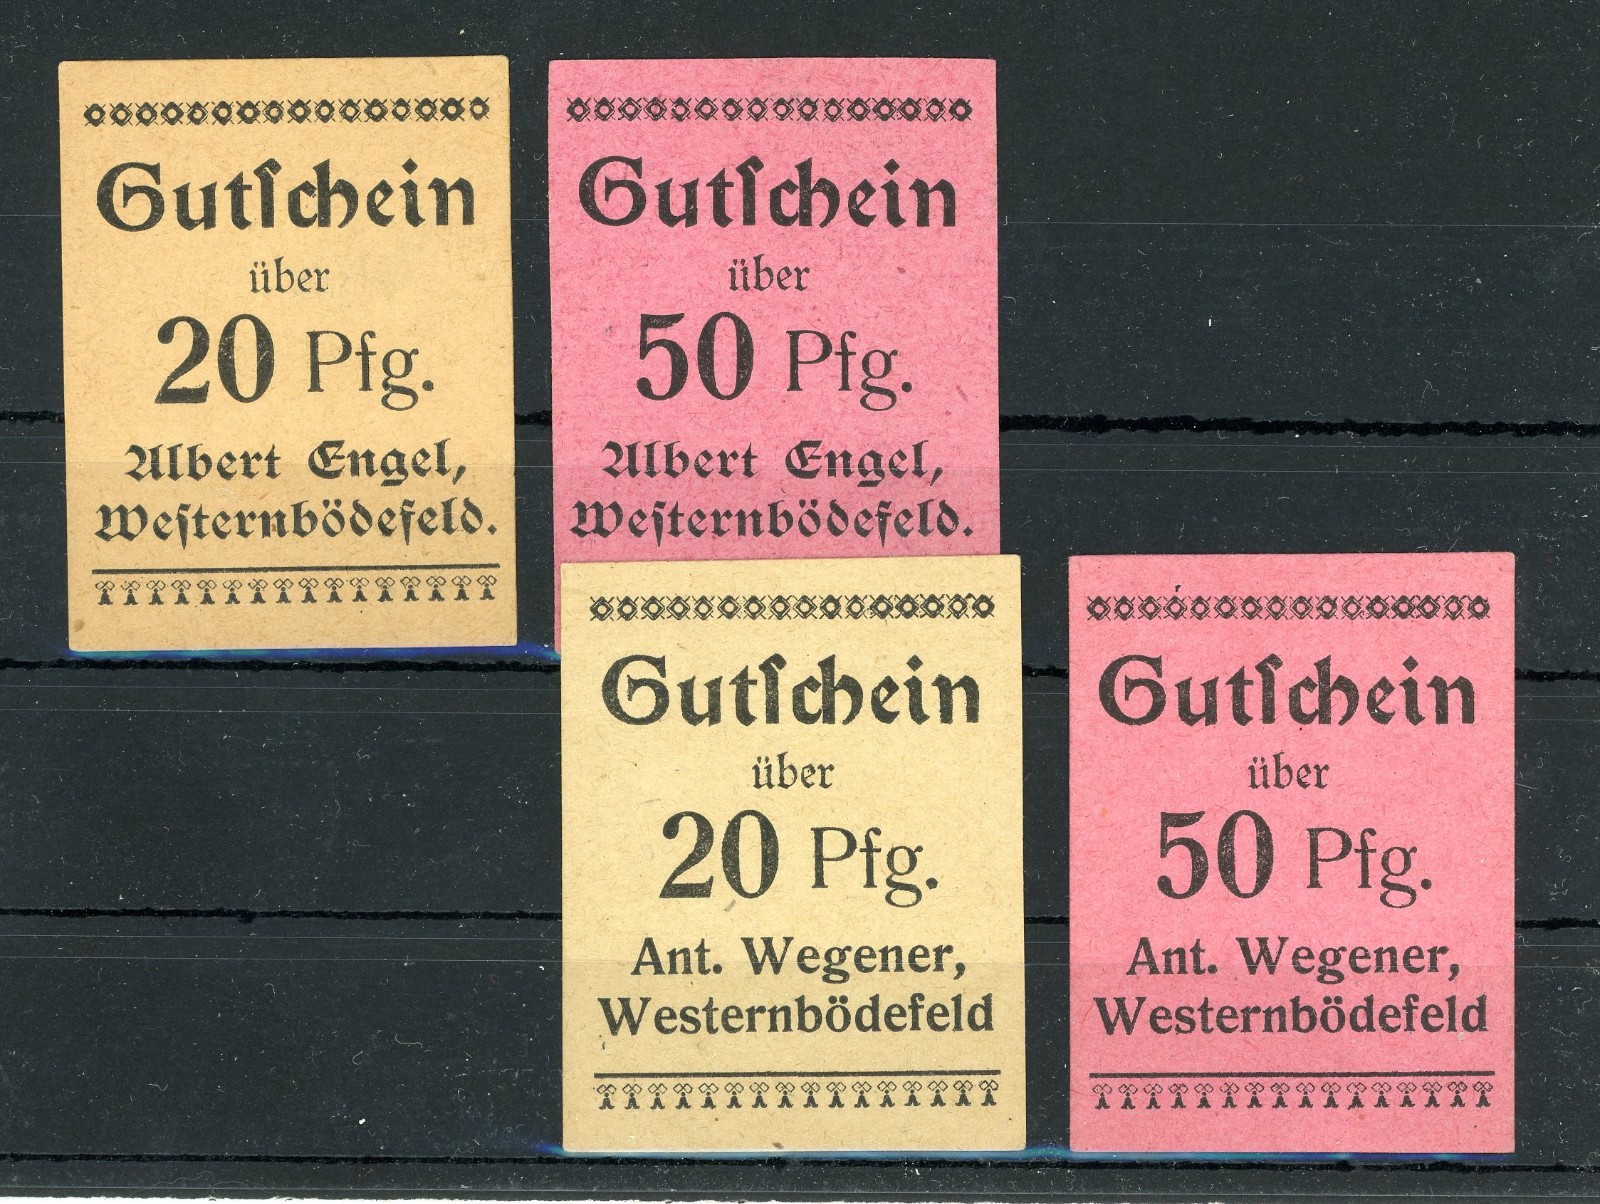 Gutſchein
über
20 Pfg.
Albert Engel,
Weſternbödefeld.
Gutſchein
über
50 Pfg.
Albert Engel,
Weſternbödefeld.
Gutſchein
über
20 Pfg.
Ant. Wegener,
Westernbödefeld
Gutſchein
über
50 Pfg.
Ant. Wegener,
Westernbödefeld